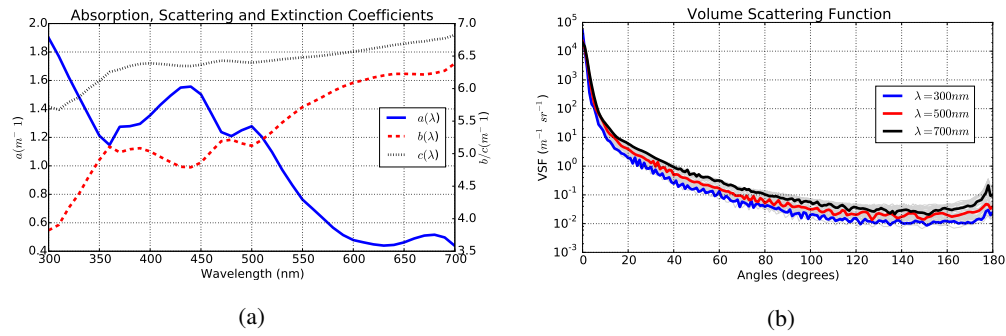 Absorption, Scattering and Extinction Coefficients
2.0
1.8
1.6
1.4
1.2
1.0
0.8
0.6
0.4
a(m⁻ 1)
7.0
6.5
6.0
5.5
5.0
4.5
4.0
3.5
b/c(m⁻ 1)
a(λ)
b(λ)
c(λ)
300 350 400 450 500 550 600 650 700
Wavelength (nm)
(a)
Volume Scattering Function
10⁵
10⁴
10³
10²
10¹
10⁰
10⁻¹
10⁻²
10⁻³
VSF (m⁻¹ sr⁻¹)
λ=300nm
λ=500nm
λ=700nm
0 20 40 60 80 100 120 140 160 180
Angles (degrees)
(b)